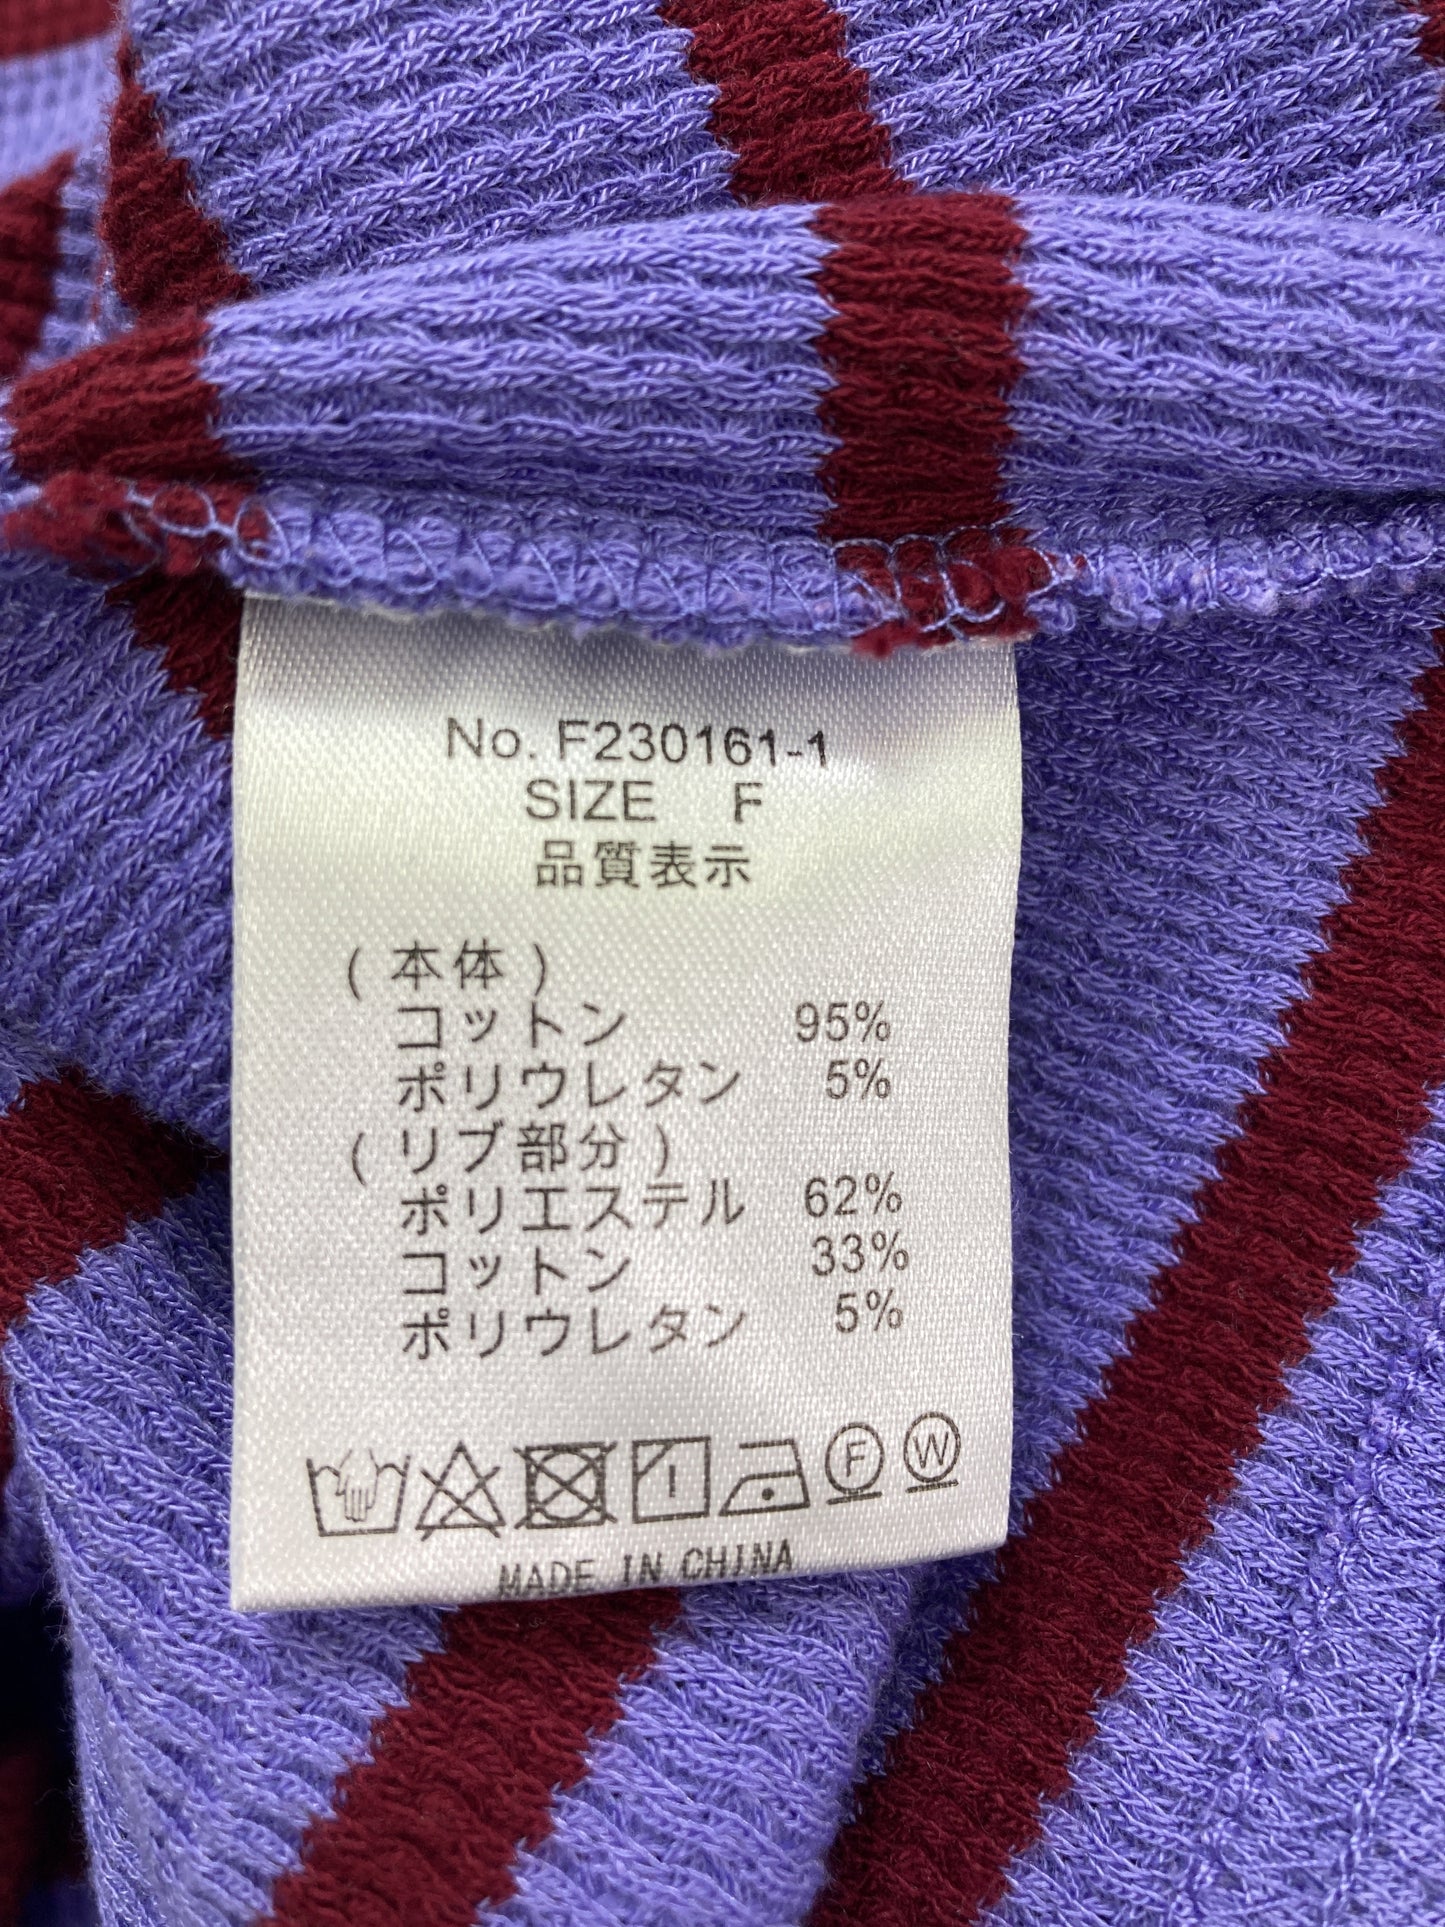 No. F230161-1
SIZE F
品質表示
(本体)
コットン 95%
ポリウレタン 5%
(リブ部分)
ポリエステル 62%
コットン 33%
ポリウレタン 5%
F W
MADE IN CHINA